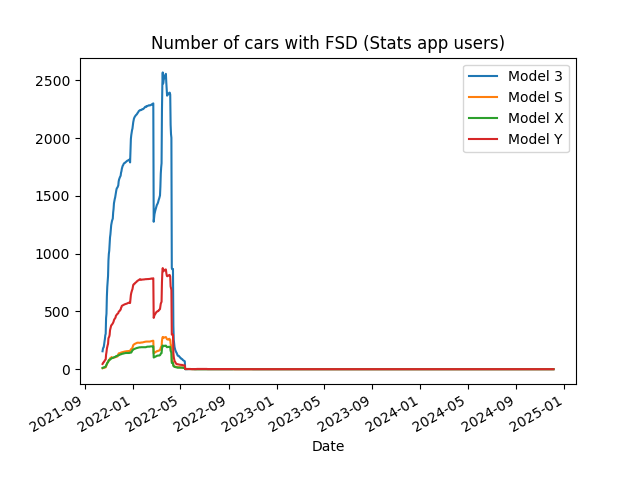 Number of cars with FSD (Stats app users)
Model 3
Model S
Model X
Model Y
2500
2000
1500
1000
500
0
2021-09
2022-01
2022-05
2022-09
2023-01
2023-05
2023-09
2024-01
2024-05
2024-09
2025-01
Date